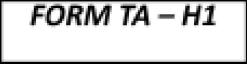 FORM TA – H1